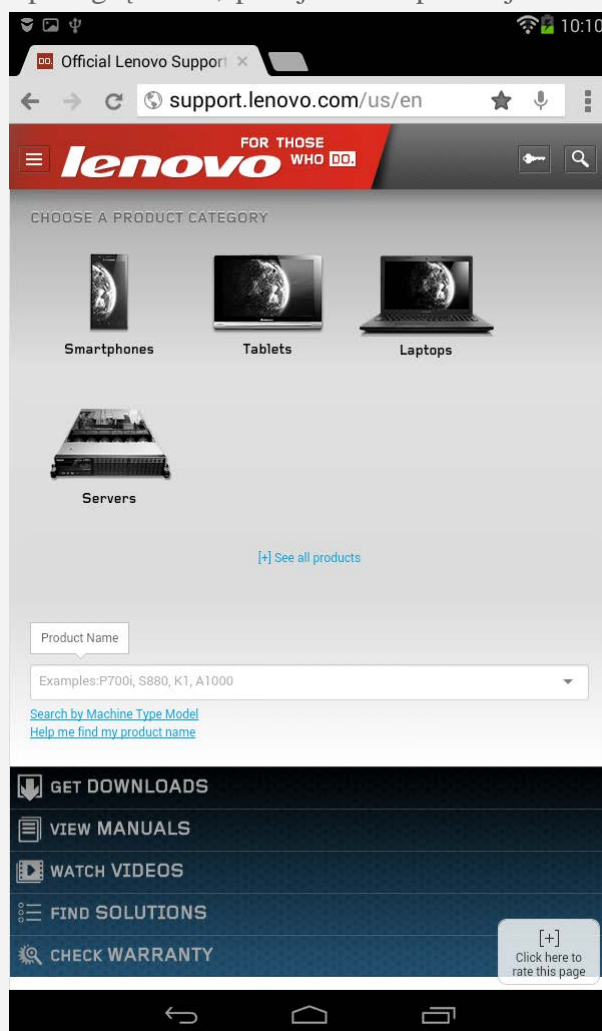 10:10
Official Lenovo Support
support.lenovo.com/us/en
lenovo FOR THOSE WHO DO.
CHOOSE A PRODUCT CATEGORY
Smartphones
Tablets
Laptops
Servers
[+] See all products
Product Name
Examples:P700i, S880, K1, A1000
Search by Machine Type Model
Help me find my product name
GET DOWNLOADS
VIEW MANUALS
WATCH VIDEOS
FIND SOLUTIONS
CHECK WARRANTY
[+]
Click here to
rate this page